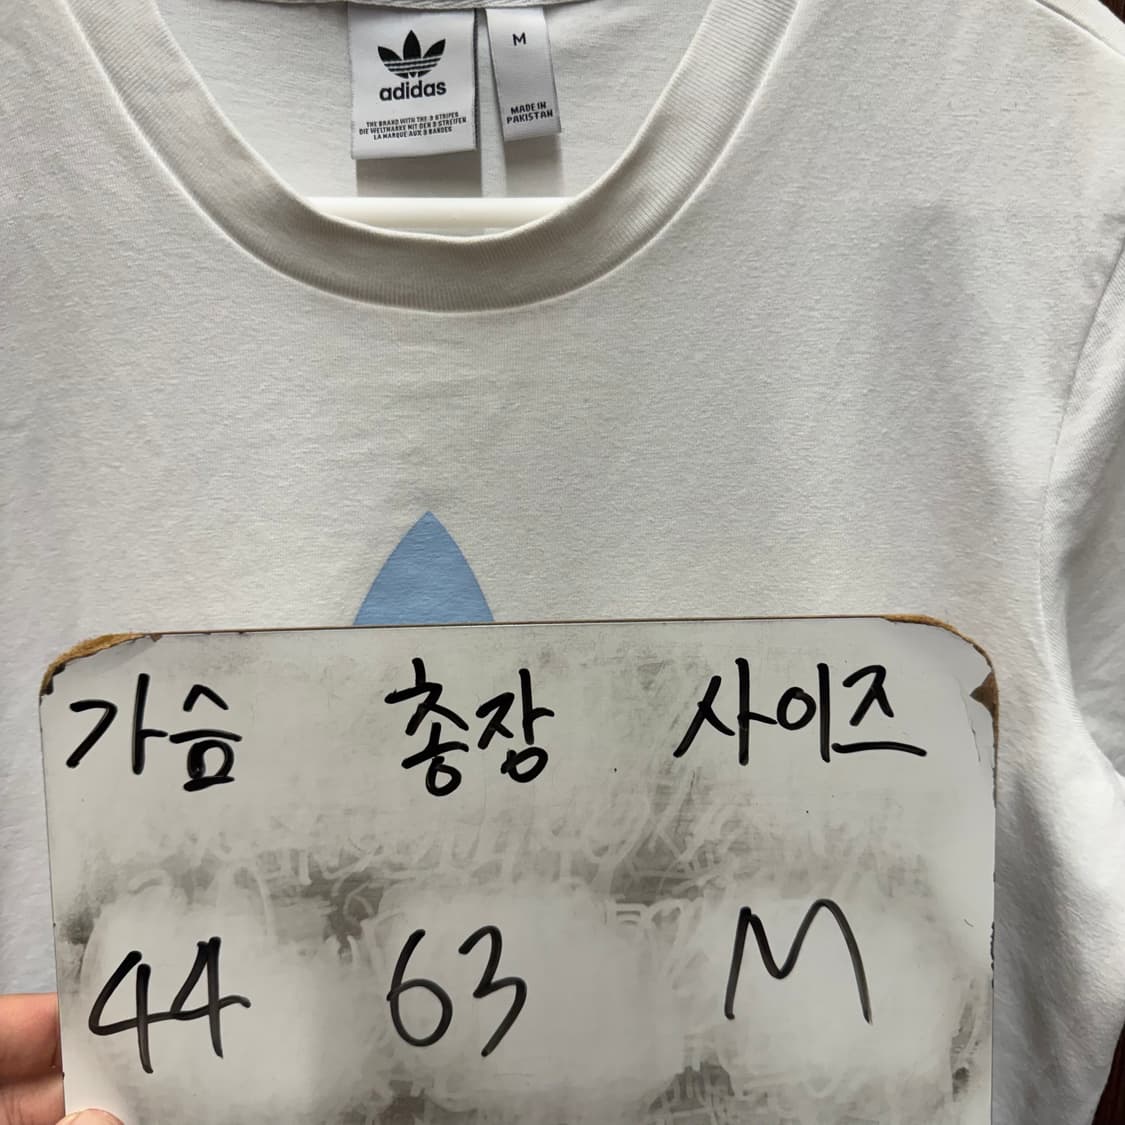 adidas
THE BRAND WITH THE 3 STRIPES
DIE WELTMARKE MIT DEN 3 STREIFEN
LA MARQUE AUX 3 BANDES
M
MADE IN
PAKISTAN
가슴 총장 사이즈
44 63 M